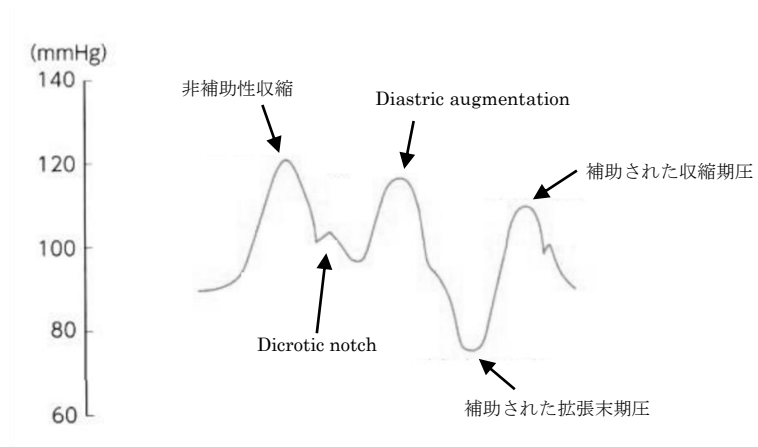 (mmHg)
140
非補助性収縮
Diastric augmentation
120
補助された収縮期圧
100
80
Dicrotic notch
補助された拡張末期圧
60